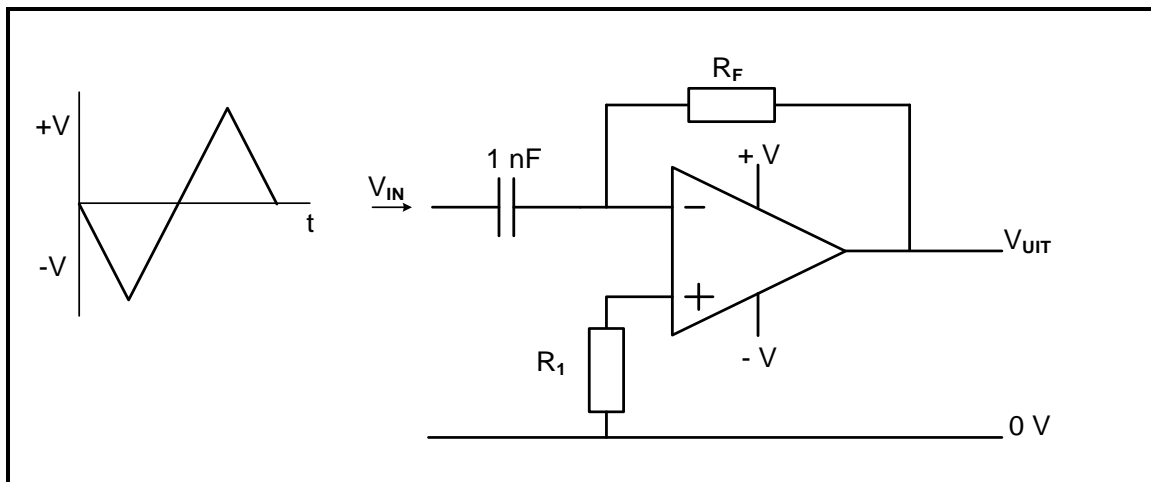 R_F
+V
1 nF
+ V
V_IN
−
t
V_UIT
-V
+
- V
R_1
0 V